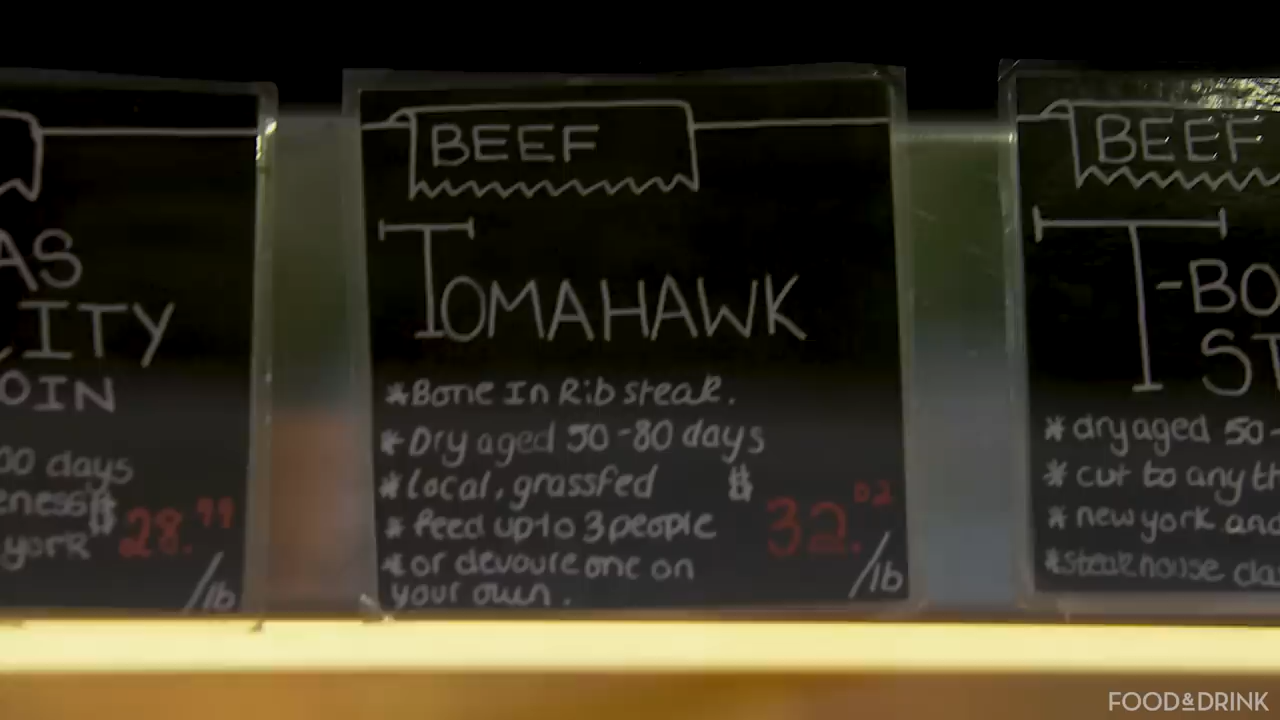 AS
ITY
OIN
00 days
eness $
york 28.99
/lb
BEEF
TOMAHAWK
*Bone In Rib steak.
*Dry aged 50-80 days
*Local, grassfed $
*feed up to 3 people 32.02
*or devoure one on
your own. /lb
BEEF
T-BO
ST
*dry aged 50-
*cut to any th
*new york and
*steakhouse cla
FOOD&DRINK